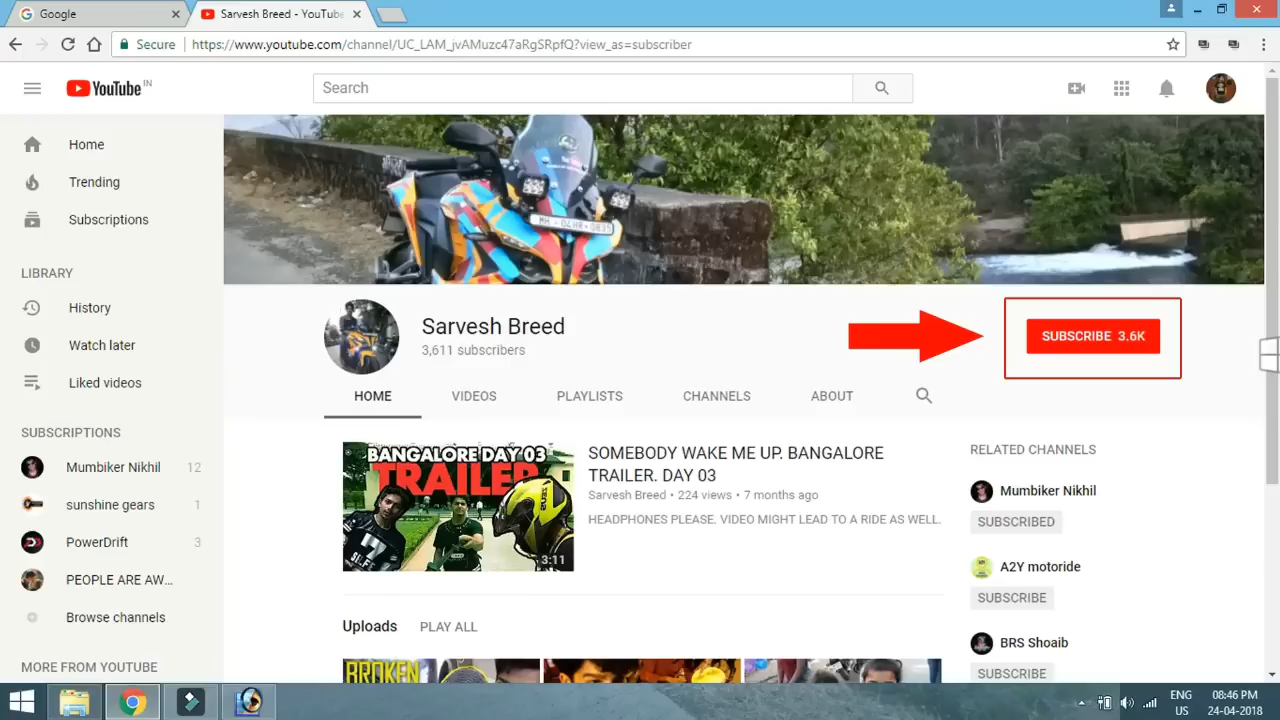 Google
Sarvesh Breed - YouTube
Secure
https://www.youtube.com/channel/UC_LAM_jvAMuzc47aRgSRpfQ?view_as=subscriber
YouTube IN
Search
Home
Trending
Subscriptions
LIBRARY
History
Watch later
Liked videos
SUBSCRIPTIONS
Mumbiker Nikhil 12
sunshine gears 1
PowerDrift 3
PEOPLE ARE AW...
Browse channels
MORE FROM YOUTUBE
Sarvesh Breed
3,611 subscribers
SUBSCRIBE 3.6K
HOME VIDEOS PLAYLISTS CHANNELS ABOUT
BANGALORE DAY 03
TRAILER
3:11
SOMEBODY WAKE ME UP. BANGALORE
TRAILER. DAY 03
Sarvesh Breed • 224 views • 7 months ago
HEADPHONES PLEASE. VIDEO MIGHT LEAD TO A RIDE AS WELL.
Uploads PLAY ALL
BROKEN
RELATED CHANNELS
Mumbiker Nikhil
SUBSCRIBED
A2Y motoride
SUBSCRIBE
BRS Shoaib
SUBSCRIBE
ENG
US
08:46 PM
24-04-2018